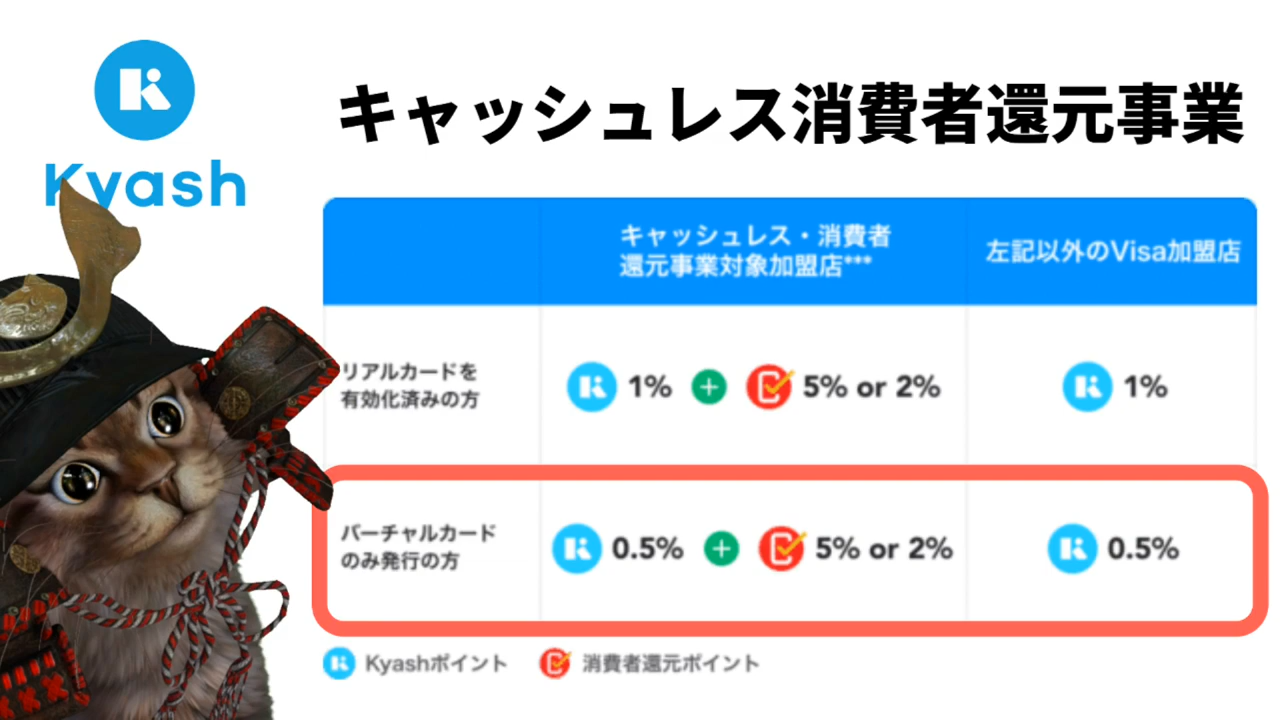 Kyash
キャッシュレス消費者還元事業
キャッシュレス・消費者
還元事業対象加盟店***
左記以外のVisa加盟店
リアルカードを
有効化済みの方
1% + 5% or 2%
1%
バーチャルカード
のみ発行の方
0.5% + 5% or 2%
0.5%
Kyashポイント
消費者還元ポイント